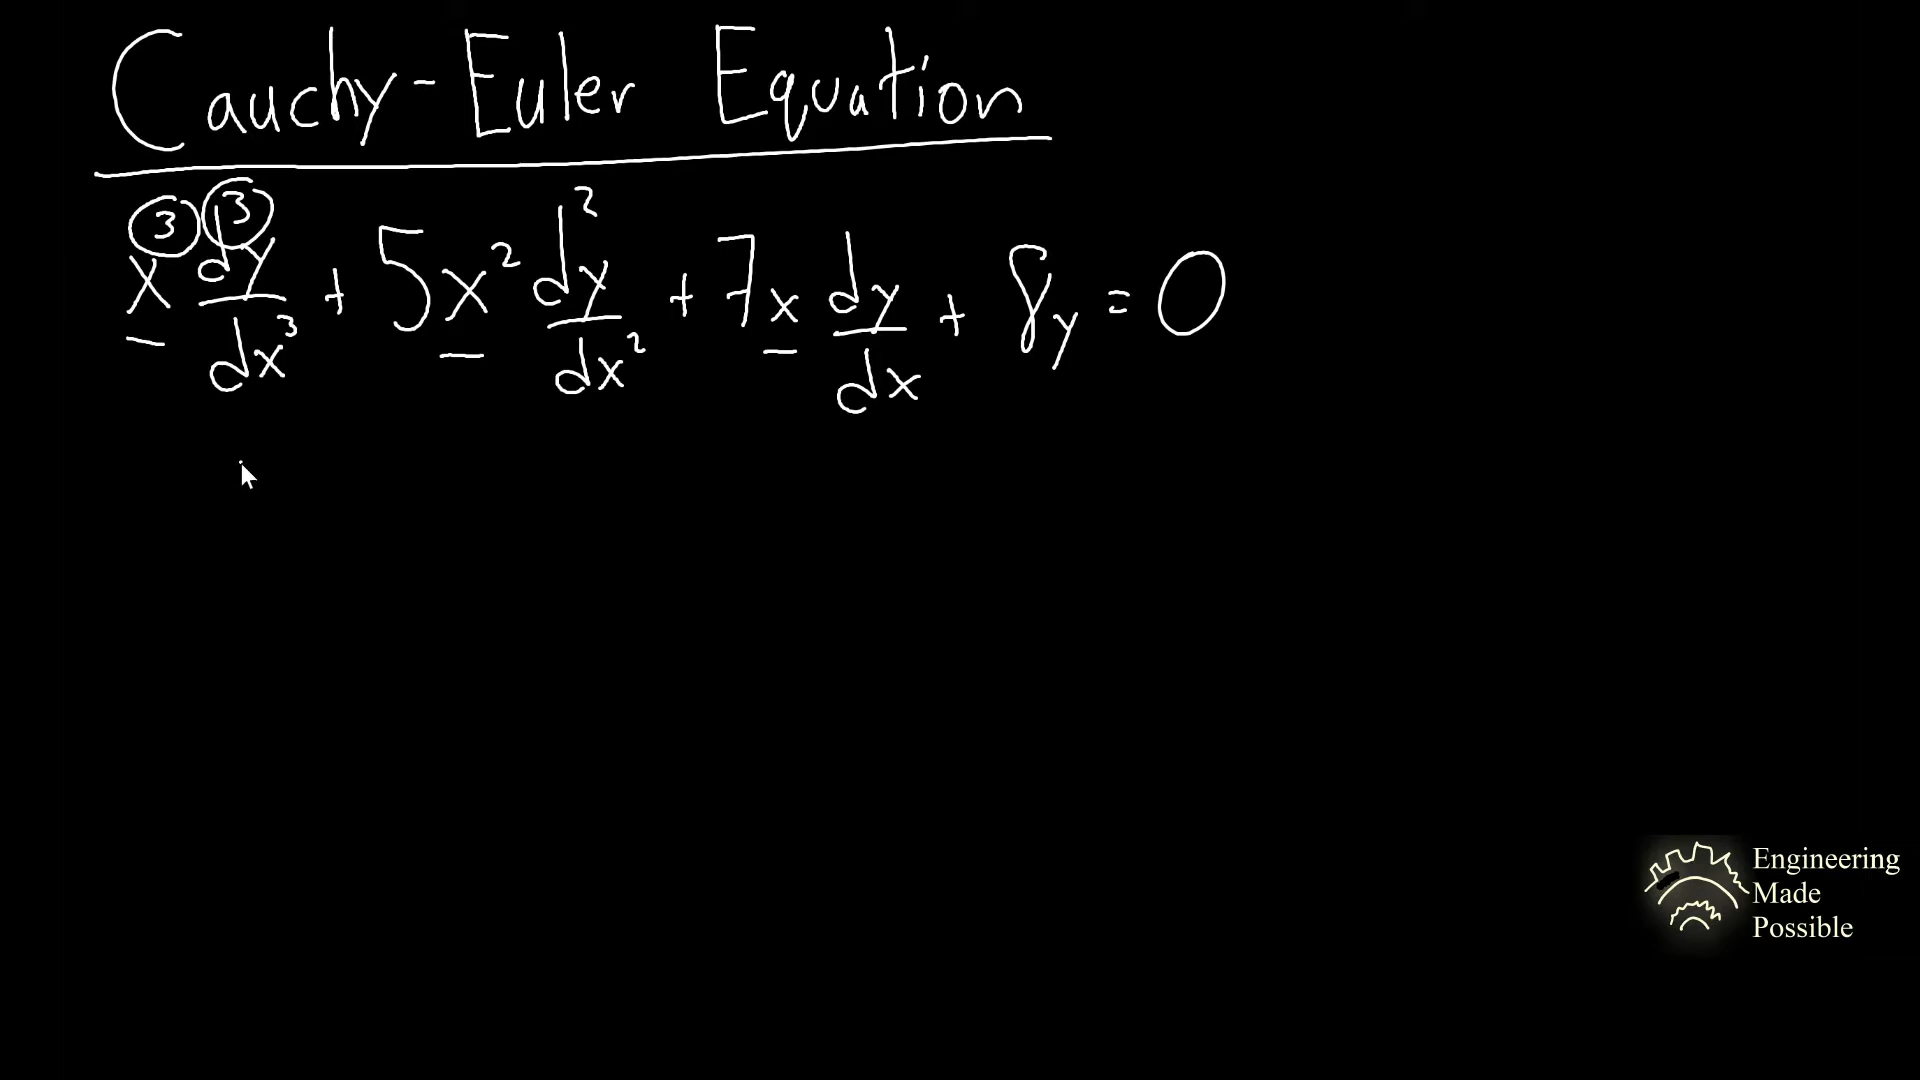 Cauchy-Euler Equation
x³ d³y/dx³ + 5x² d²y/dx² + 7x dy/dx + 8y = 0
Engineering
Made
Possible